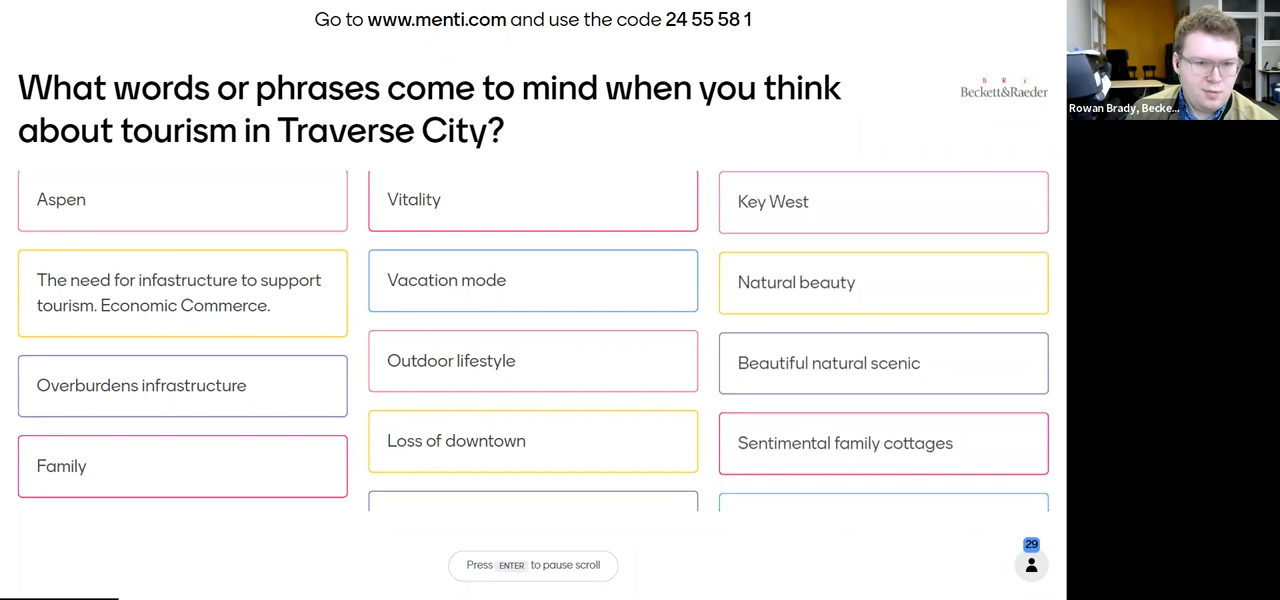 Go to www.menti.com and use the code 24 55 58 1
What words or phrases come to mind when you think
about tourism in Traverse City?
B R i
Beckett&Raeder
Rowan Brady, Becke...
Aspen
The need for infastructure to support
tourism. Economic Commerce.
Overburdens infrastructure
Family
Vitality
Vacation mode
Outdoor lifestyle
Loss of downtown
Key West
Natural beauty
Beautiful natural scenic
Sentimental family cottages
Press ENTER to pause scroll
29